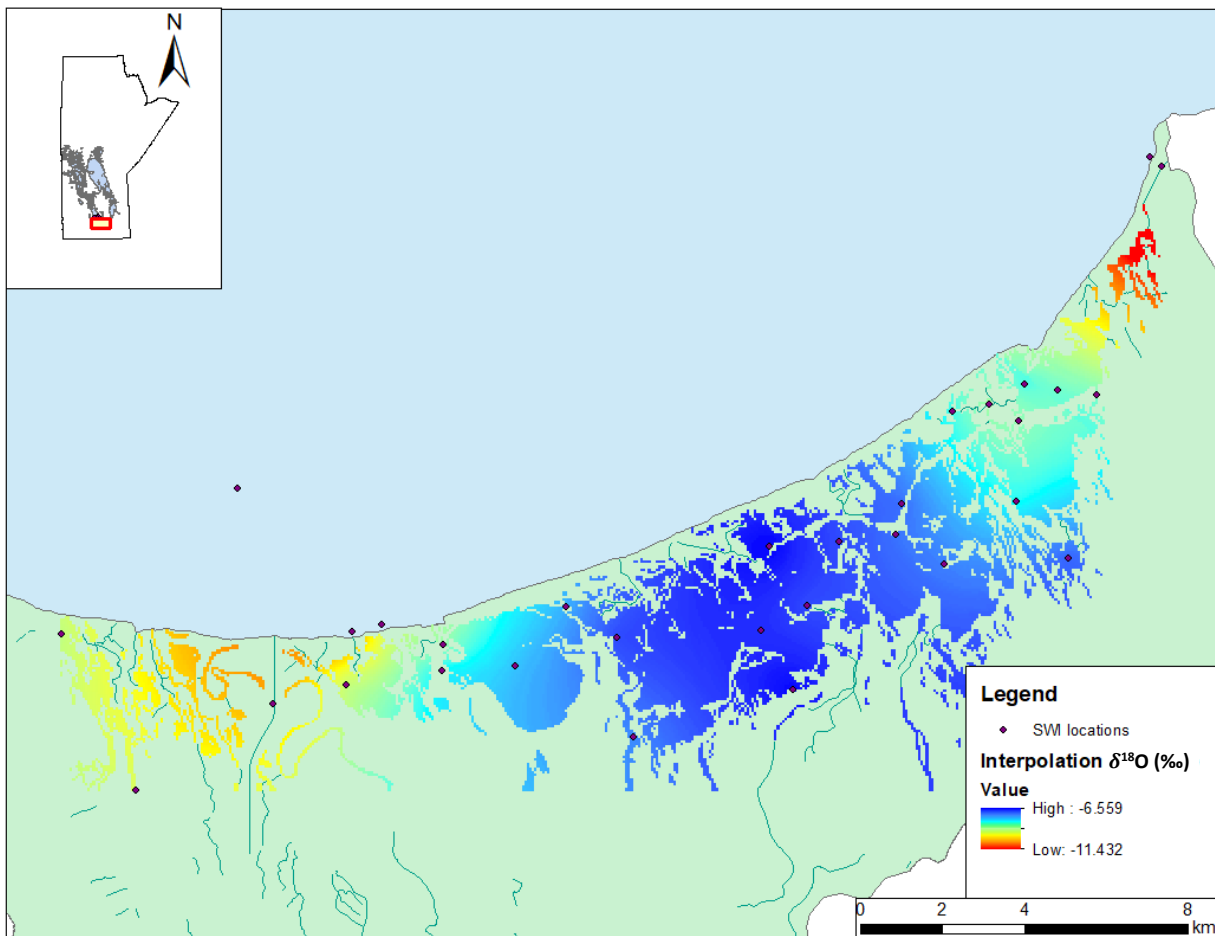 N
Legend
SWI locations
Interpolation δ¹⁸O (‰)
Value
High : -6.559
Low: -11.432
0 2 4 8
km